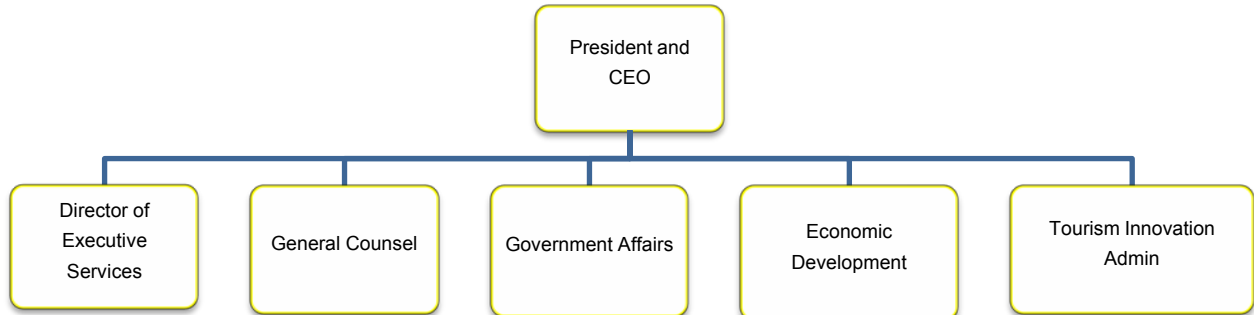 President and
CEO
Director of
Executive
Services
General Counsel
Government Affairs
Economic
Development
Tourism Innovation
Admin